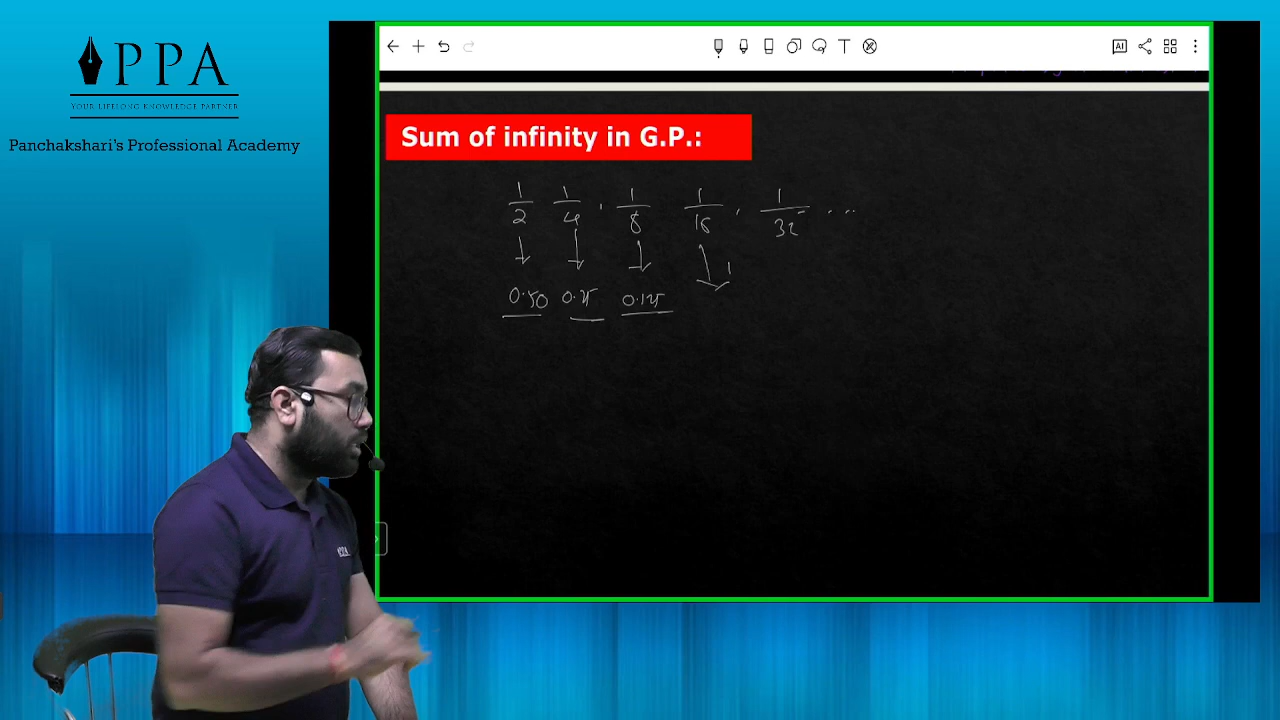 PPA
YOUR LIFELONG KNOWLEDGE PARTNER
Panchakshari's Professional Academy
AI
T
Sum of infinity in G.P.:
1/2 1/4, 1/8 1/16, 1/32 ...
0.50 0.25 0.125